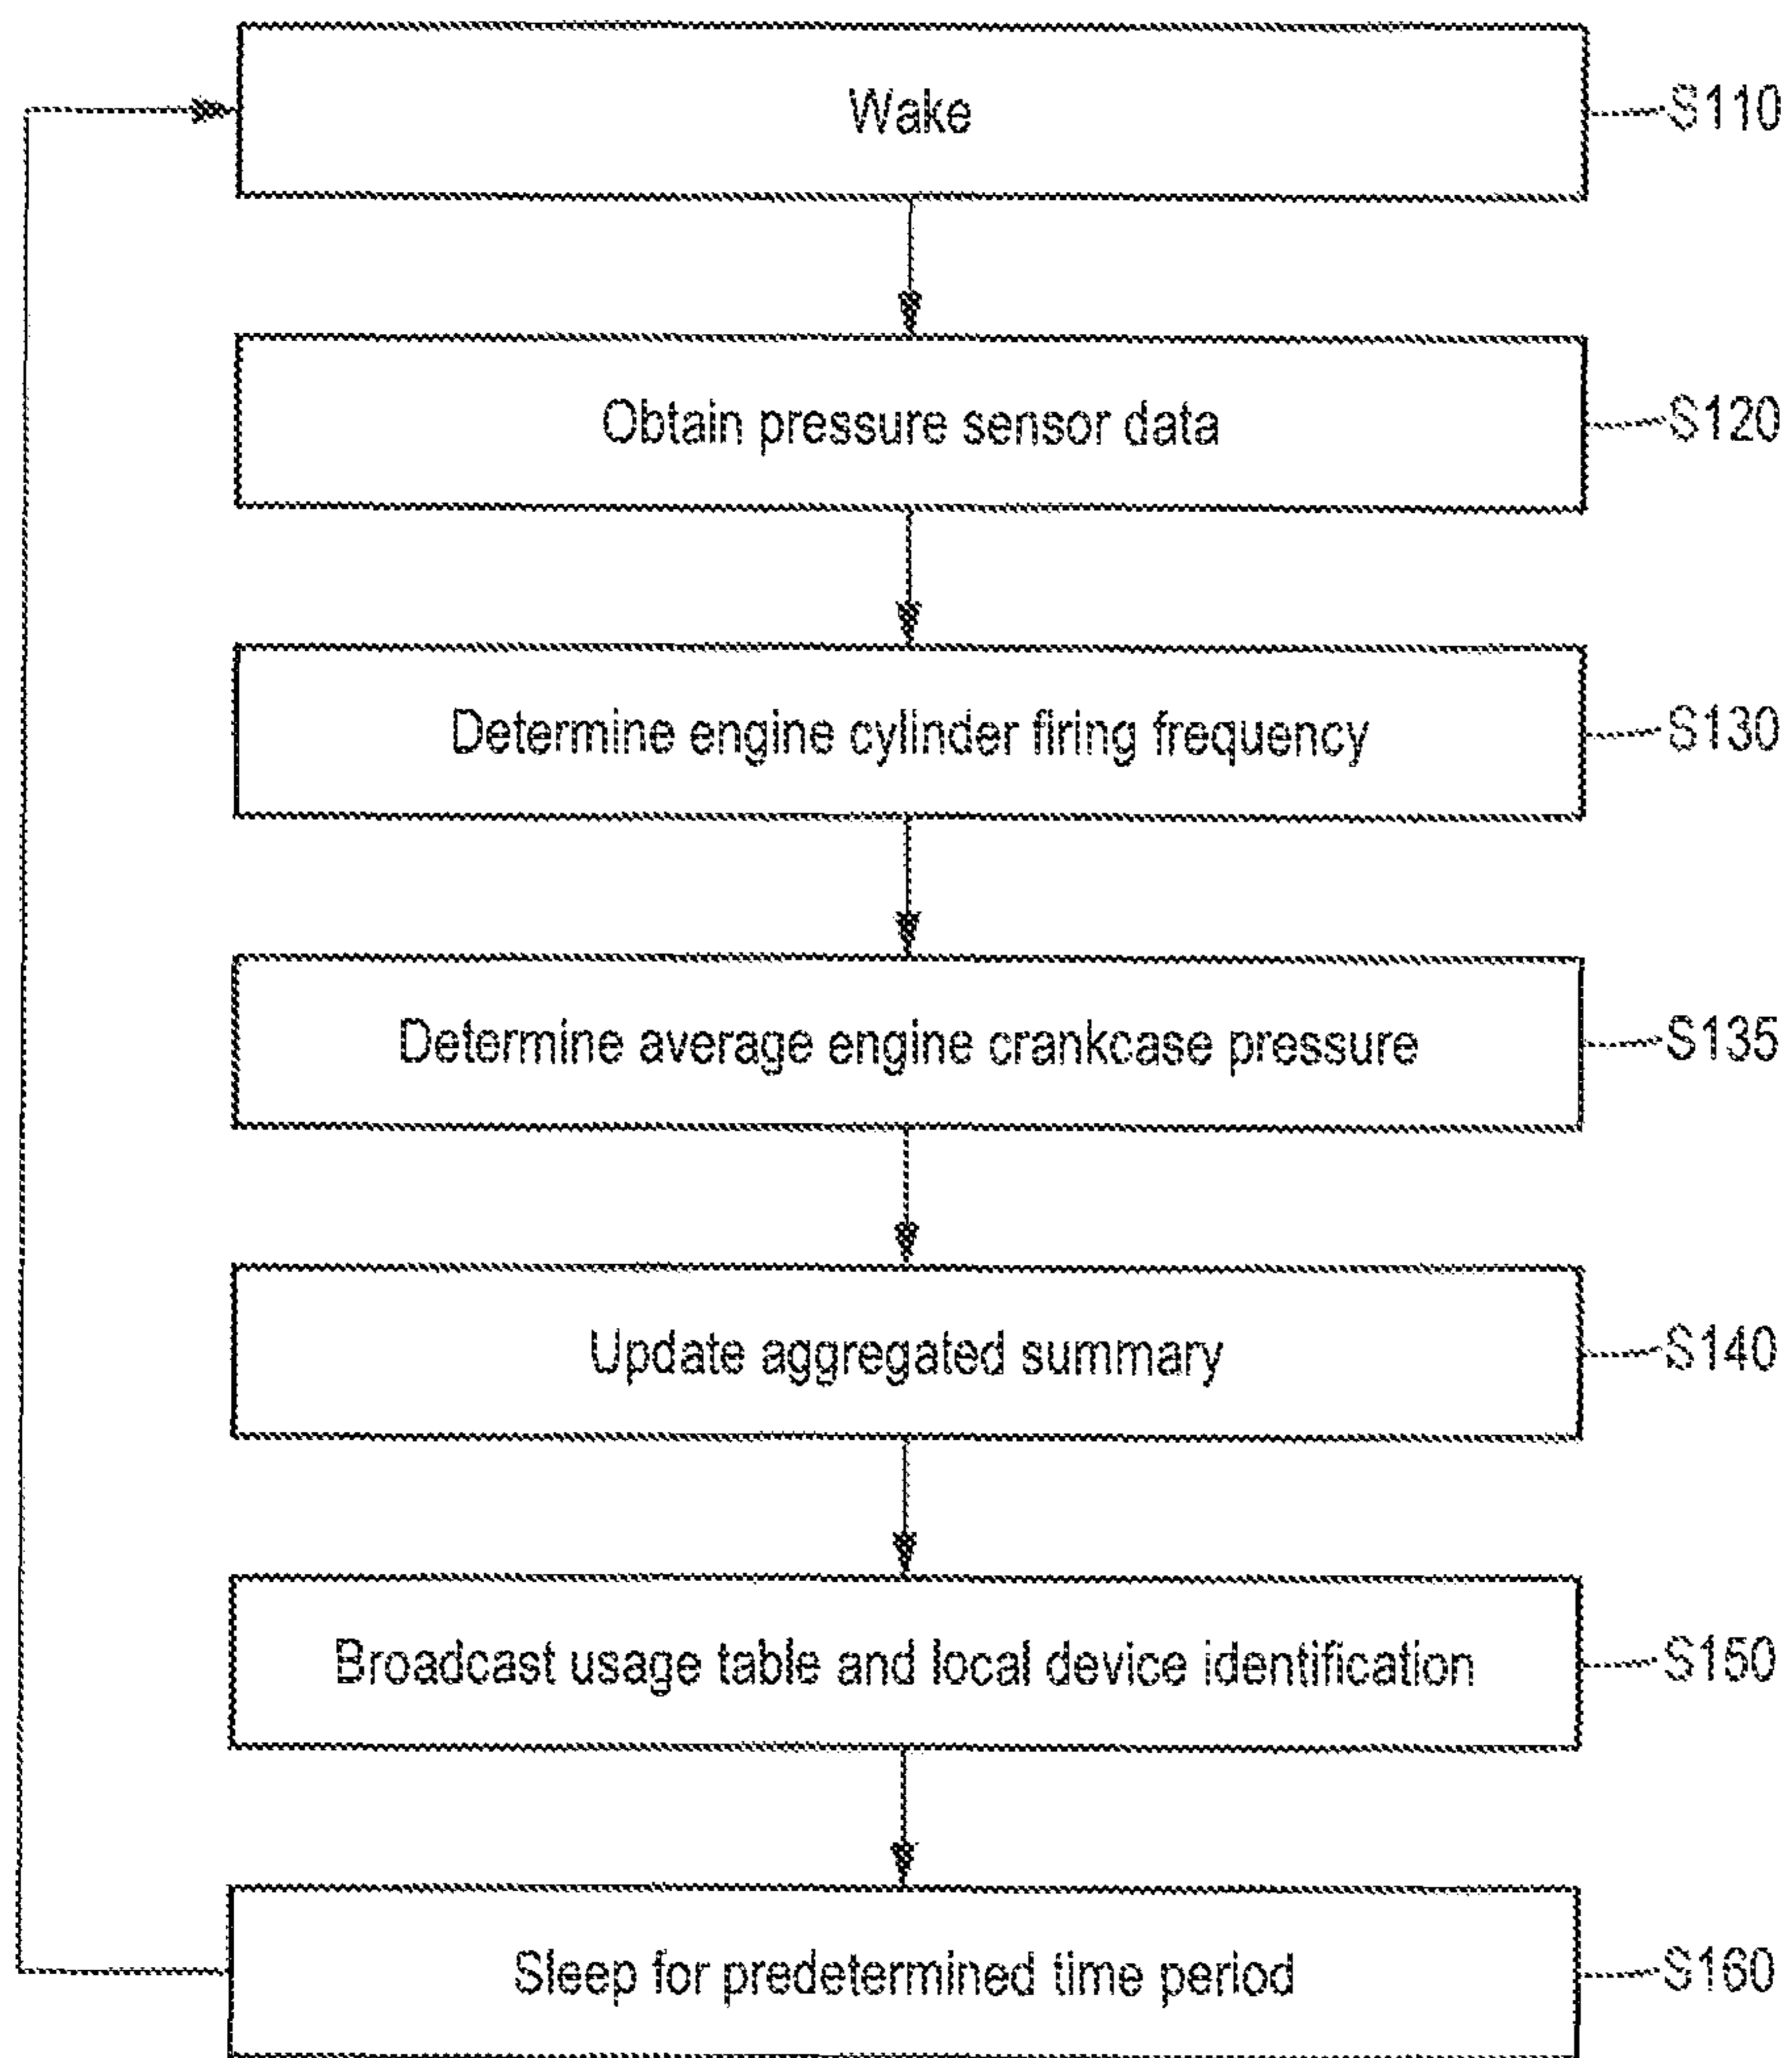 Wake
S110
Obtain pressure sensor data
S120
Determine engine cylinder firing frequency
S130
Determine average engine crankcase pressure
S135
Update aggregated summary
S140
Broadcast usage table and local device identification
S150
Sleep for predetermined time period
S160